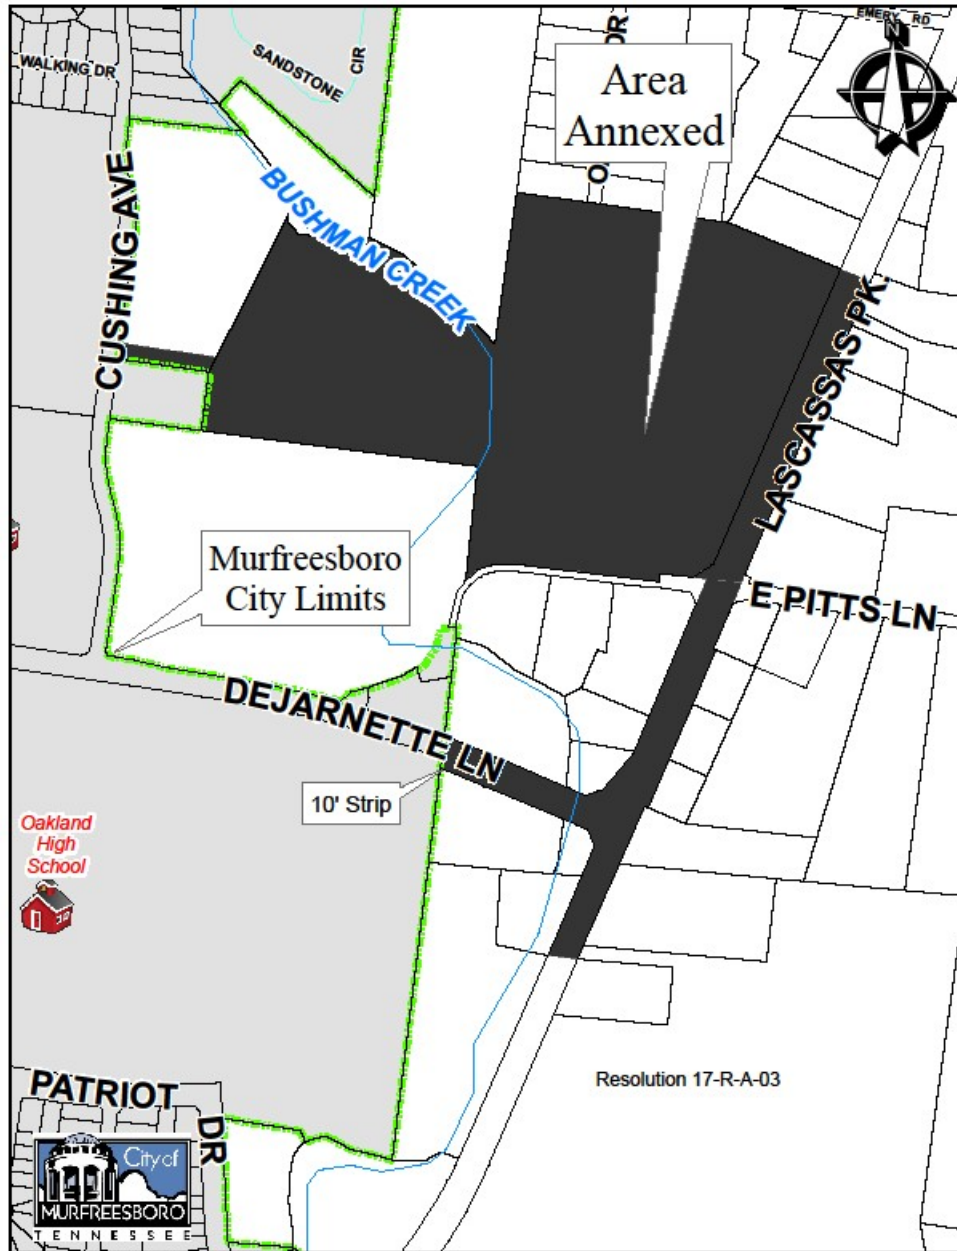 EMERY RD
N
WALKING DR
SANDSTONE
CIR
DR
Area
Annexed
CUSHING AVE
BUSHMAN CREEK
LASCASSAS PK.
Murfreesboro
City Limits
E PITTS LN
DEJARNETTE LN
10' Strip
Oakland
High
School
Resolution 17-R-A-03
PATRIOT
DR
City of
MURFREESBORO
TENNESSEE